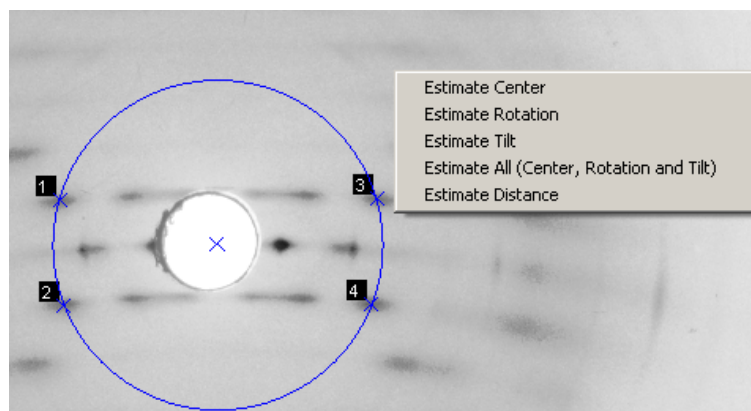 Estimate Center
Estimate Rotation
Estimate Tilt
Estimate All (Center, Rotation and Tilt)
Estimate Distance
1
3
2
4